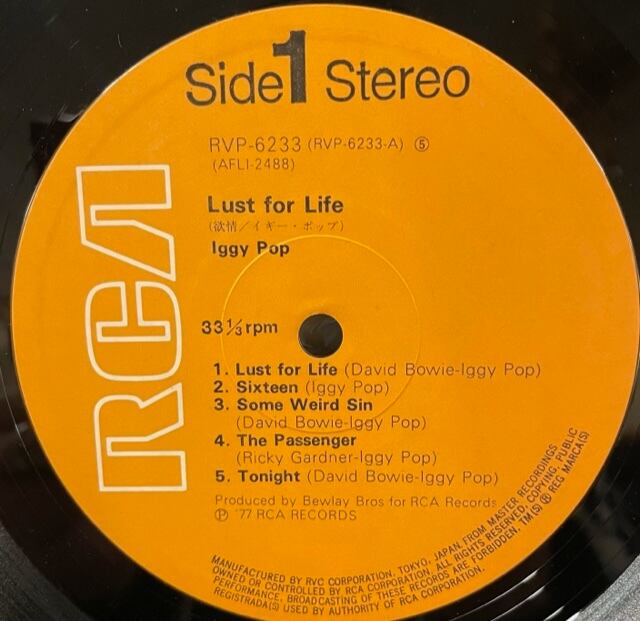 Side 1 Stereo
RVP-6233 (RVP-6233-A) ⑤
(AFLI-2488)
Lust for Life
(欲情/イギー・ポップ)
Iggy Pop
RCA
33⅓rpm
1. Lust for Life (David Bowie-Iggy Pop)
2. Sixteen (Iggy Pop)
3. Some Weird Sin
(David Bowie-Iggy Pop)
4. The Passenger
(Ricky Gardner-Iggy Pop)
5. Tonight (David Bowie-Iggy Pop)
Produced by Bewlay Bros for RCA Records
℗ '77 RCA RECORDS
MANUFACTURED BY RVC CORPORATION, TOKYO, JAPAN FROM MASTER RECORDINGS
OWNED OR CONTROLLED BY RCA CORPORATION. ALL RIGHTS RESERVED, COPYING, PUBLIC
PERFORMANCE, BROADCASTING OF THESE RECORDS ARE FORBIDDEN. TM(S) ® REG MARCA(S)
REGISTRADA(S) USED BY AUTHORITY OF RCA CORPORATION.